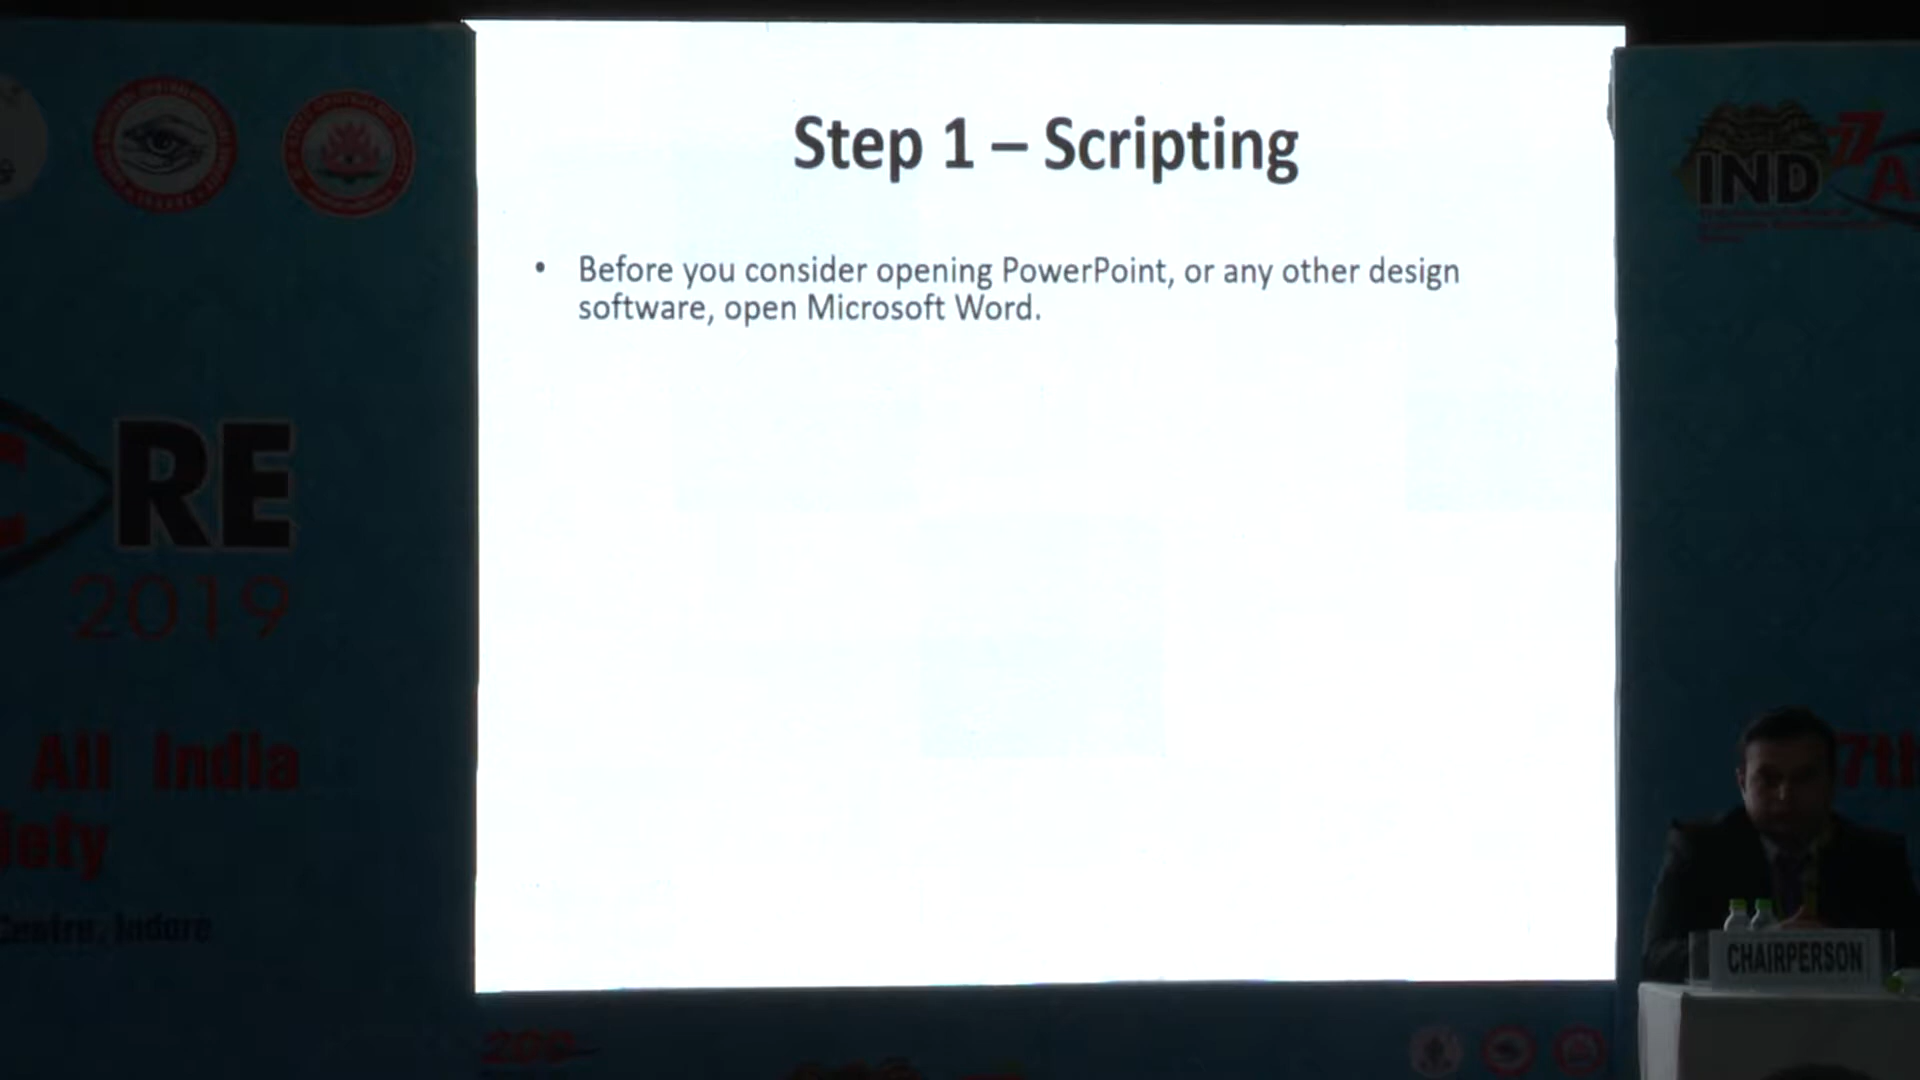 Step 1 – Scripting
• Before you consider opening PowerPoint, or any other design
software, open Microsoft Word.
RE
2019
All India
Centre, Indore
IND
77
CHAIRPERSON